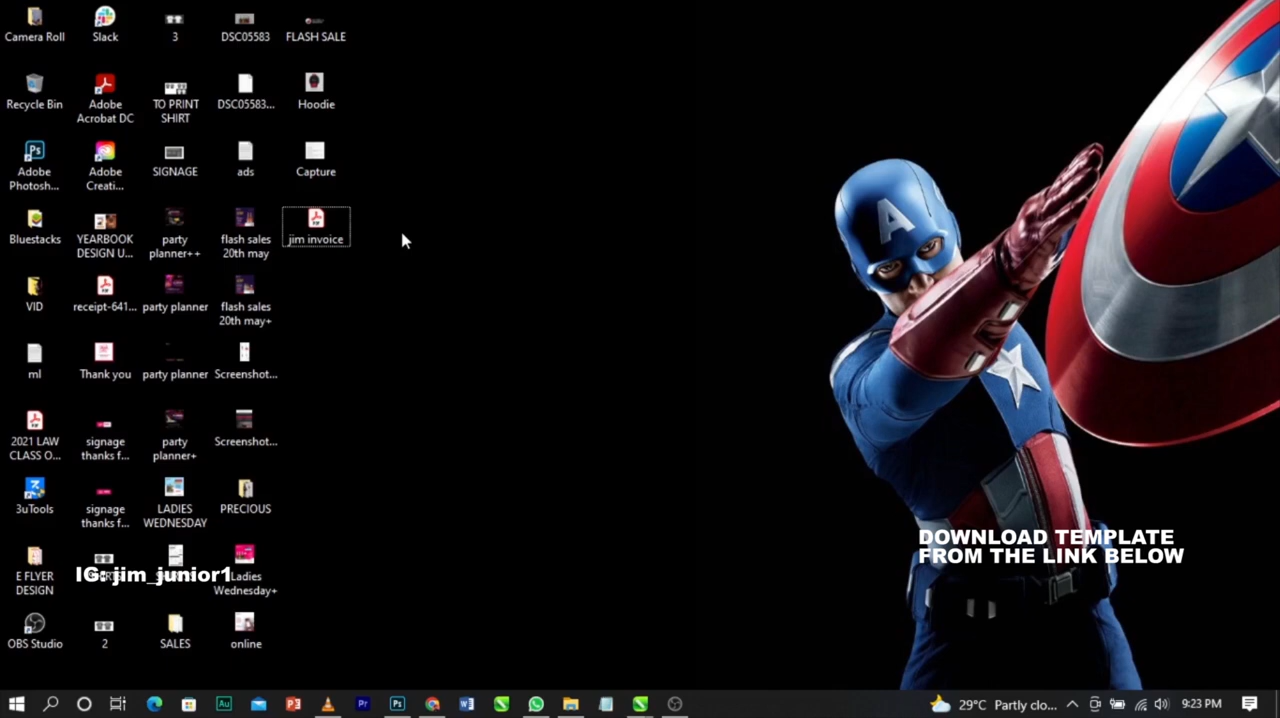 Camera Roll
Slack
3
DSC05583
FLASH SALE
Recycle Bin
Adobe
Acrobat DC
TO PRINT
SHIRT
DSC05583...
Hoodie
Adobe
Photosh...
Adobe
Creati...
SIGNAGE
ads
Capture
Bluestacks
YEARBOOK
DESIGN U...
party
planner++
flash sales
20th may
jim invoice
VID
receipt-641...
party planner
flash sales
20th may+
ml
Thank you
party planner
Screenshot...
2021 LAW
CLASS O...
signage
thanks f...
party
planner+
Screenshot...
3uTools
signage
thanks f...
LADIES
WEDNESDAY
PRECIOUS
E FLYER
DESIGN
IG: jim_junior1
Ladies
Wednesday+
OBS Studio
2
SALES
online
A
DOWNLOAD TEMPLATE
FROM THE LINK BELOW
29°C Partly clo...
9:23 PM